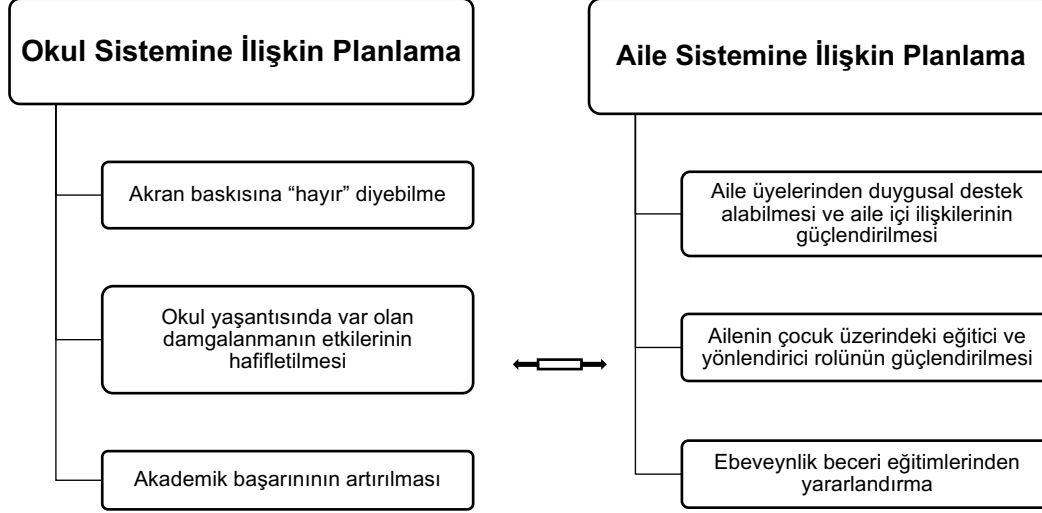 Okul Sistemine İlişkin Planlama
Akran baskısına “hayır” diyebilme
Okul yaşantısında var olan
damgalanmanın etkilerinin
hafifletilmesi
Akademik başarınının artırılması
Aile Sistemine İlişkin Planlama
Aile üyelerinden duygusal destek
alabilmesi ve aile içi ilişkilerinin
güçlendirilmesi
Ailenin çocuk üzerindeki eğitici ve
yönlendirici rolünün güçlendirilmesi
Ebeveynlik beceri eğitimlerinden
yararlandırma